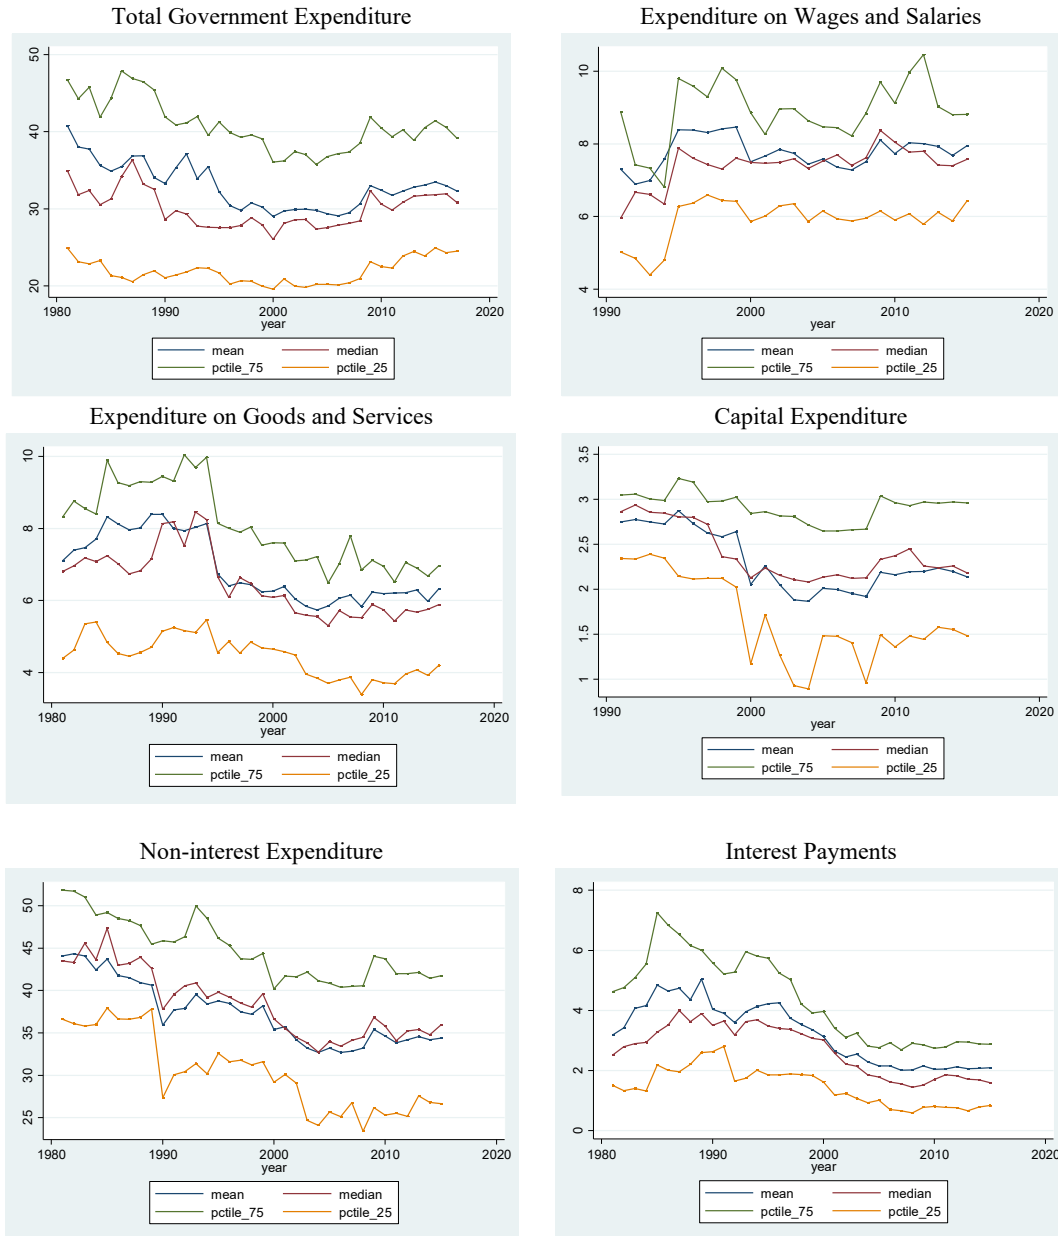 Total Government Expenditure
50
40
30
20
1980 1990 2000 2010 2020
year
mean median
pctile_75 pctile_25
Expenditure on Wages and Salaries
10
8
6
4
1990 2000 2010 2020
year
mean median
pctile_75 pctile_25
Expenditure on Goods and Services
10
8
6
4
1980 1990 2000 2010 2020
year
mean median
pctile_75 pctile_25
Capital Expenditure
3.5
3
2.5
2
1.5
1
1990 2000 2010 2020
year
mean median
pctile_75 pctile_25
Non-interest Expenditure
50
45
40
35
30
25
1980 1990 2000 2010 2020
year
mean median
pctile_75 pctile_25
Interest Payments
8
6
4
2
0
1980 1990 2000 2010 2020
year
mean median
pctile_75 pctile_25